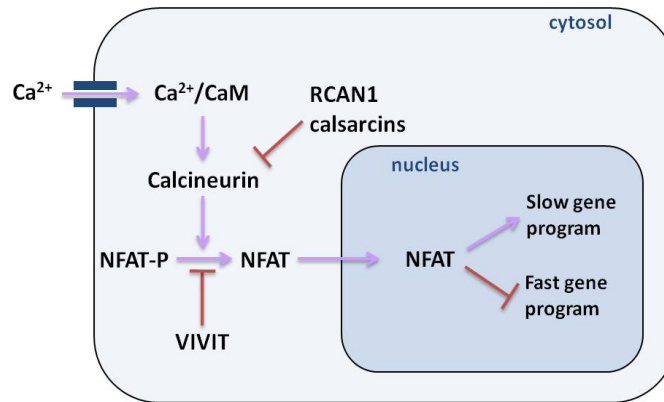 cytosol
Ca²⁺
Ca²⁺/CaM
RCAN1
calsarcins
Calcineurin
nucleus
Slow gene
program
NFAT-P
NFAT
NFAT
Fast gene
program
VIVIT